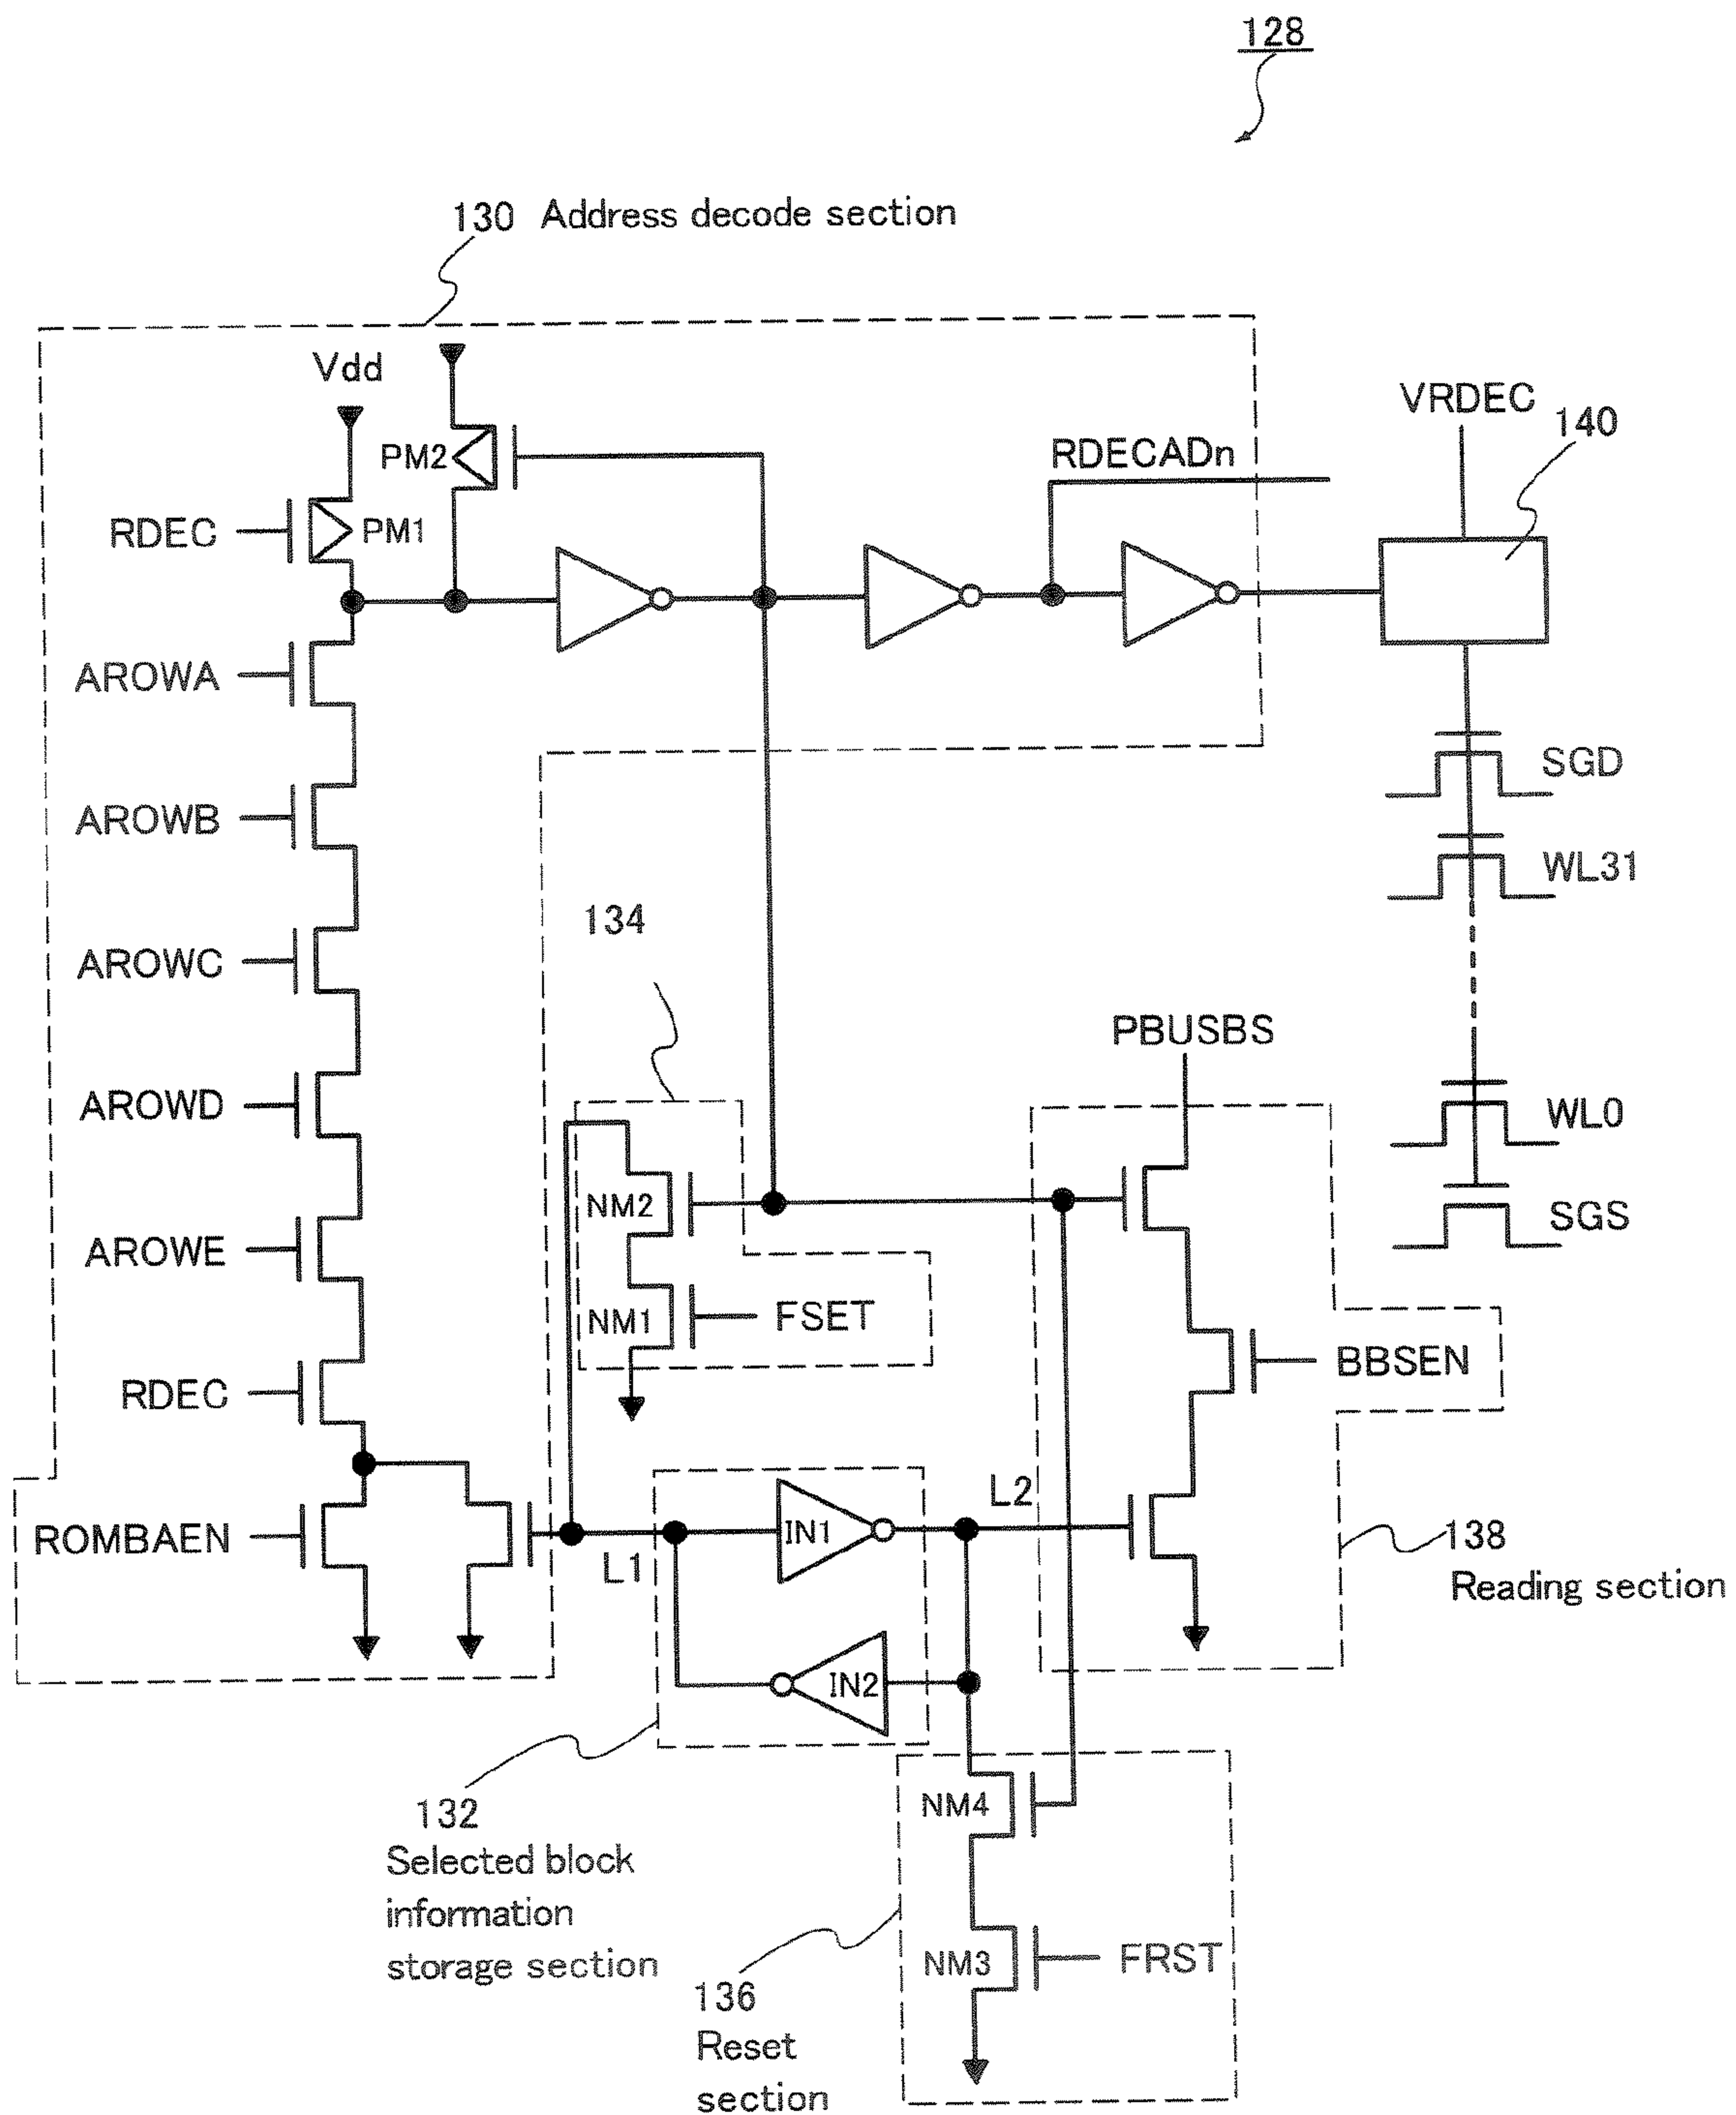 128
130 Address decode section
Vdd
PM2
VRDEC
140
RDECADn
RDEC
PM1
AROWA
SGD
AROWB
WL31
134
AROWC
PBUSBS
AROWD
WL0
NM2
SGS
AROWE
NM1
FSET
BBSEN
RDEC
L2
ROMBAEN
IN1
138
Reading section
L1
IN2
132
Selected block
information
storage section
NM4
NM3
FRST
136
Reset
section